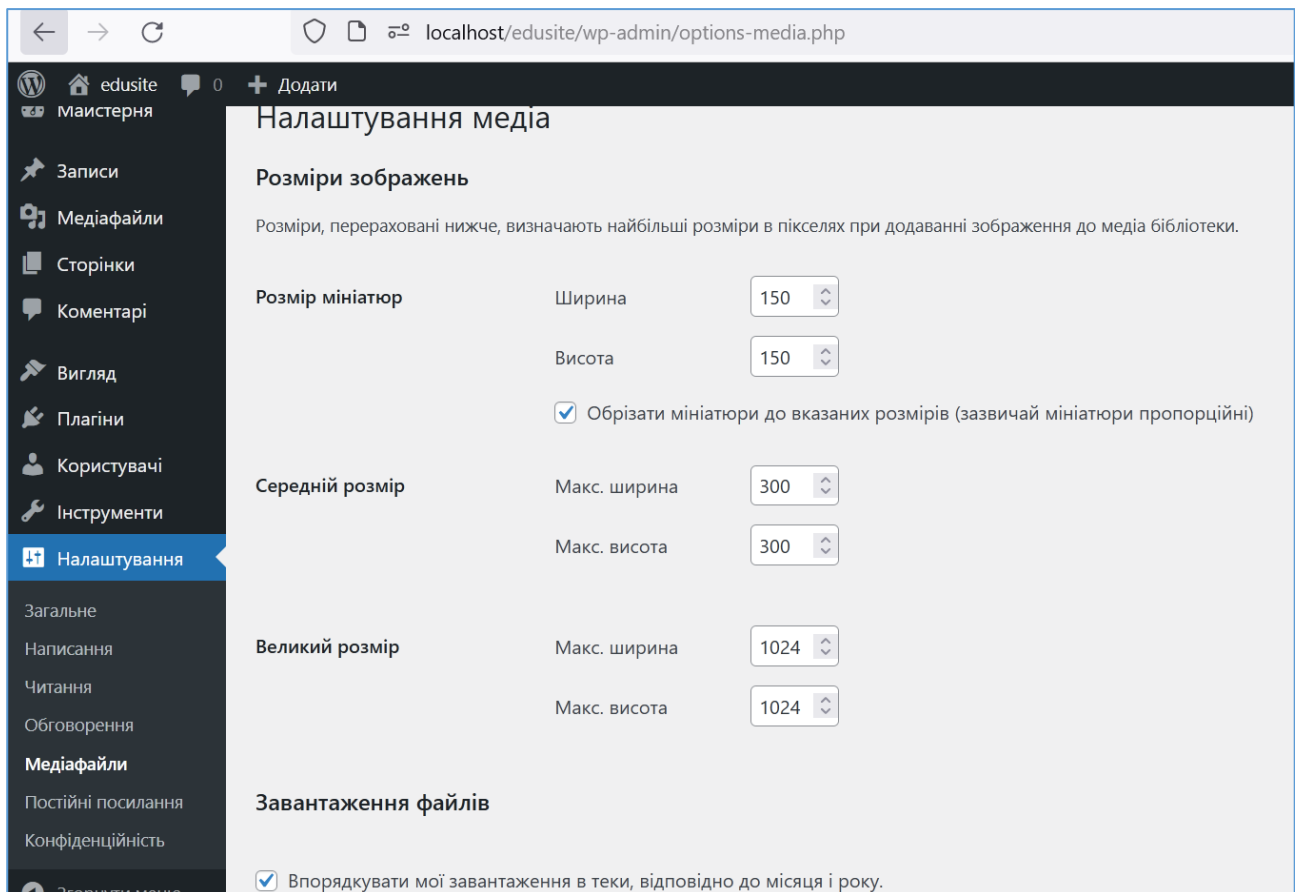 localhost/edusite/wp-admin/options-media.php
edusite 0 Додати
Майстерня
Записи
Медіафайли
Сторінки
Коментарі
Вигляд
Плагіни
Користувачі
Інструменти
Налаштування
Загальне
Написання
Читання
Обговорення
Медіафайли
Постійні посилання
Конфіденційність
Згорнути меню
Налаштування медіа
Розміри зображень
Розміри, перераховані нижче, визначають найбільші розміри в пікселях при додаванні зображення до медіа бібліотеки.
Розмір мініатюр
Ширина 150
Висота 150
Обрізати мініатюри до вказаних розмірів (зазвичай мініатюри пропорційні)
Середній розмір
Макс. ширина 300
Макс. висота 300
Великий розмір
Макс. ширина 1024
Макс. висота 1024
Завантаження файлів
Впорядкувати мої завантаження в теки, відповідно до місяця і року.